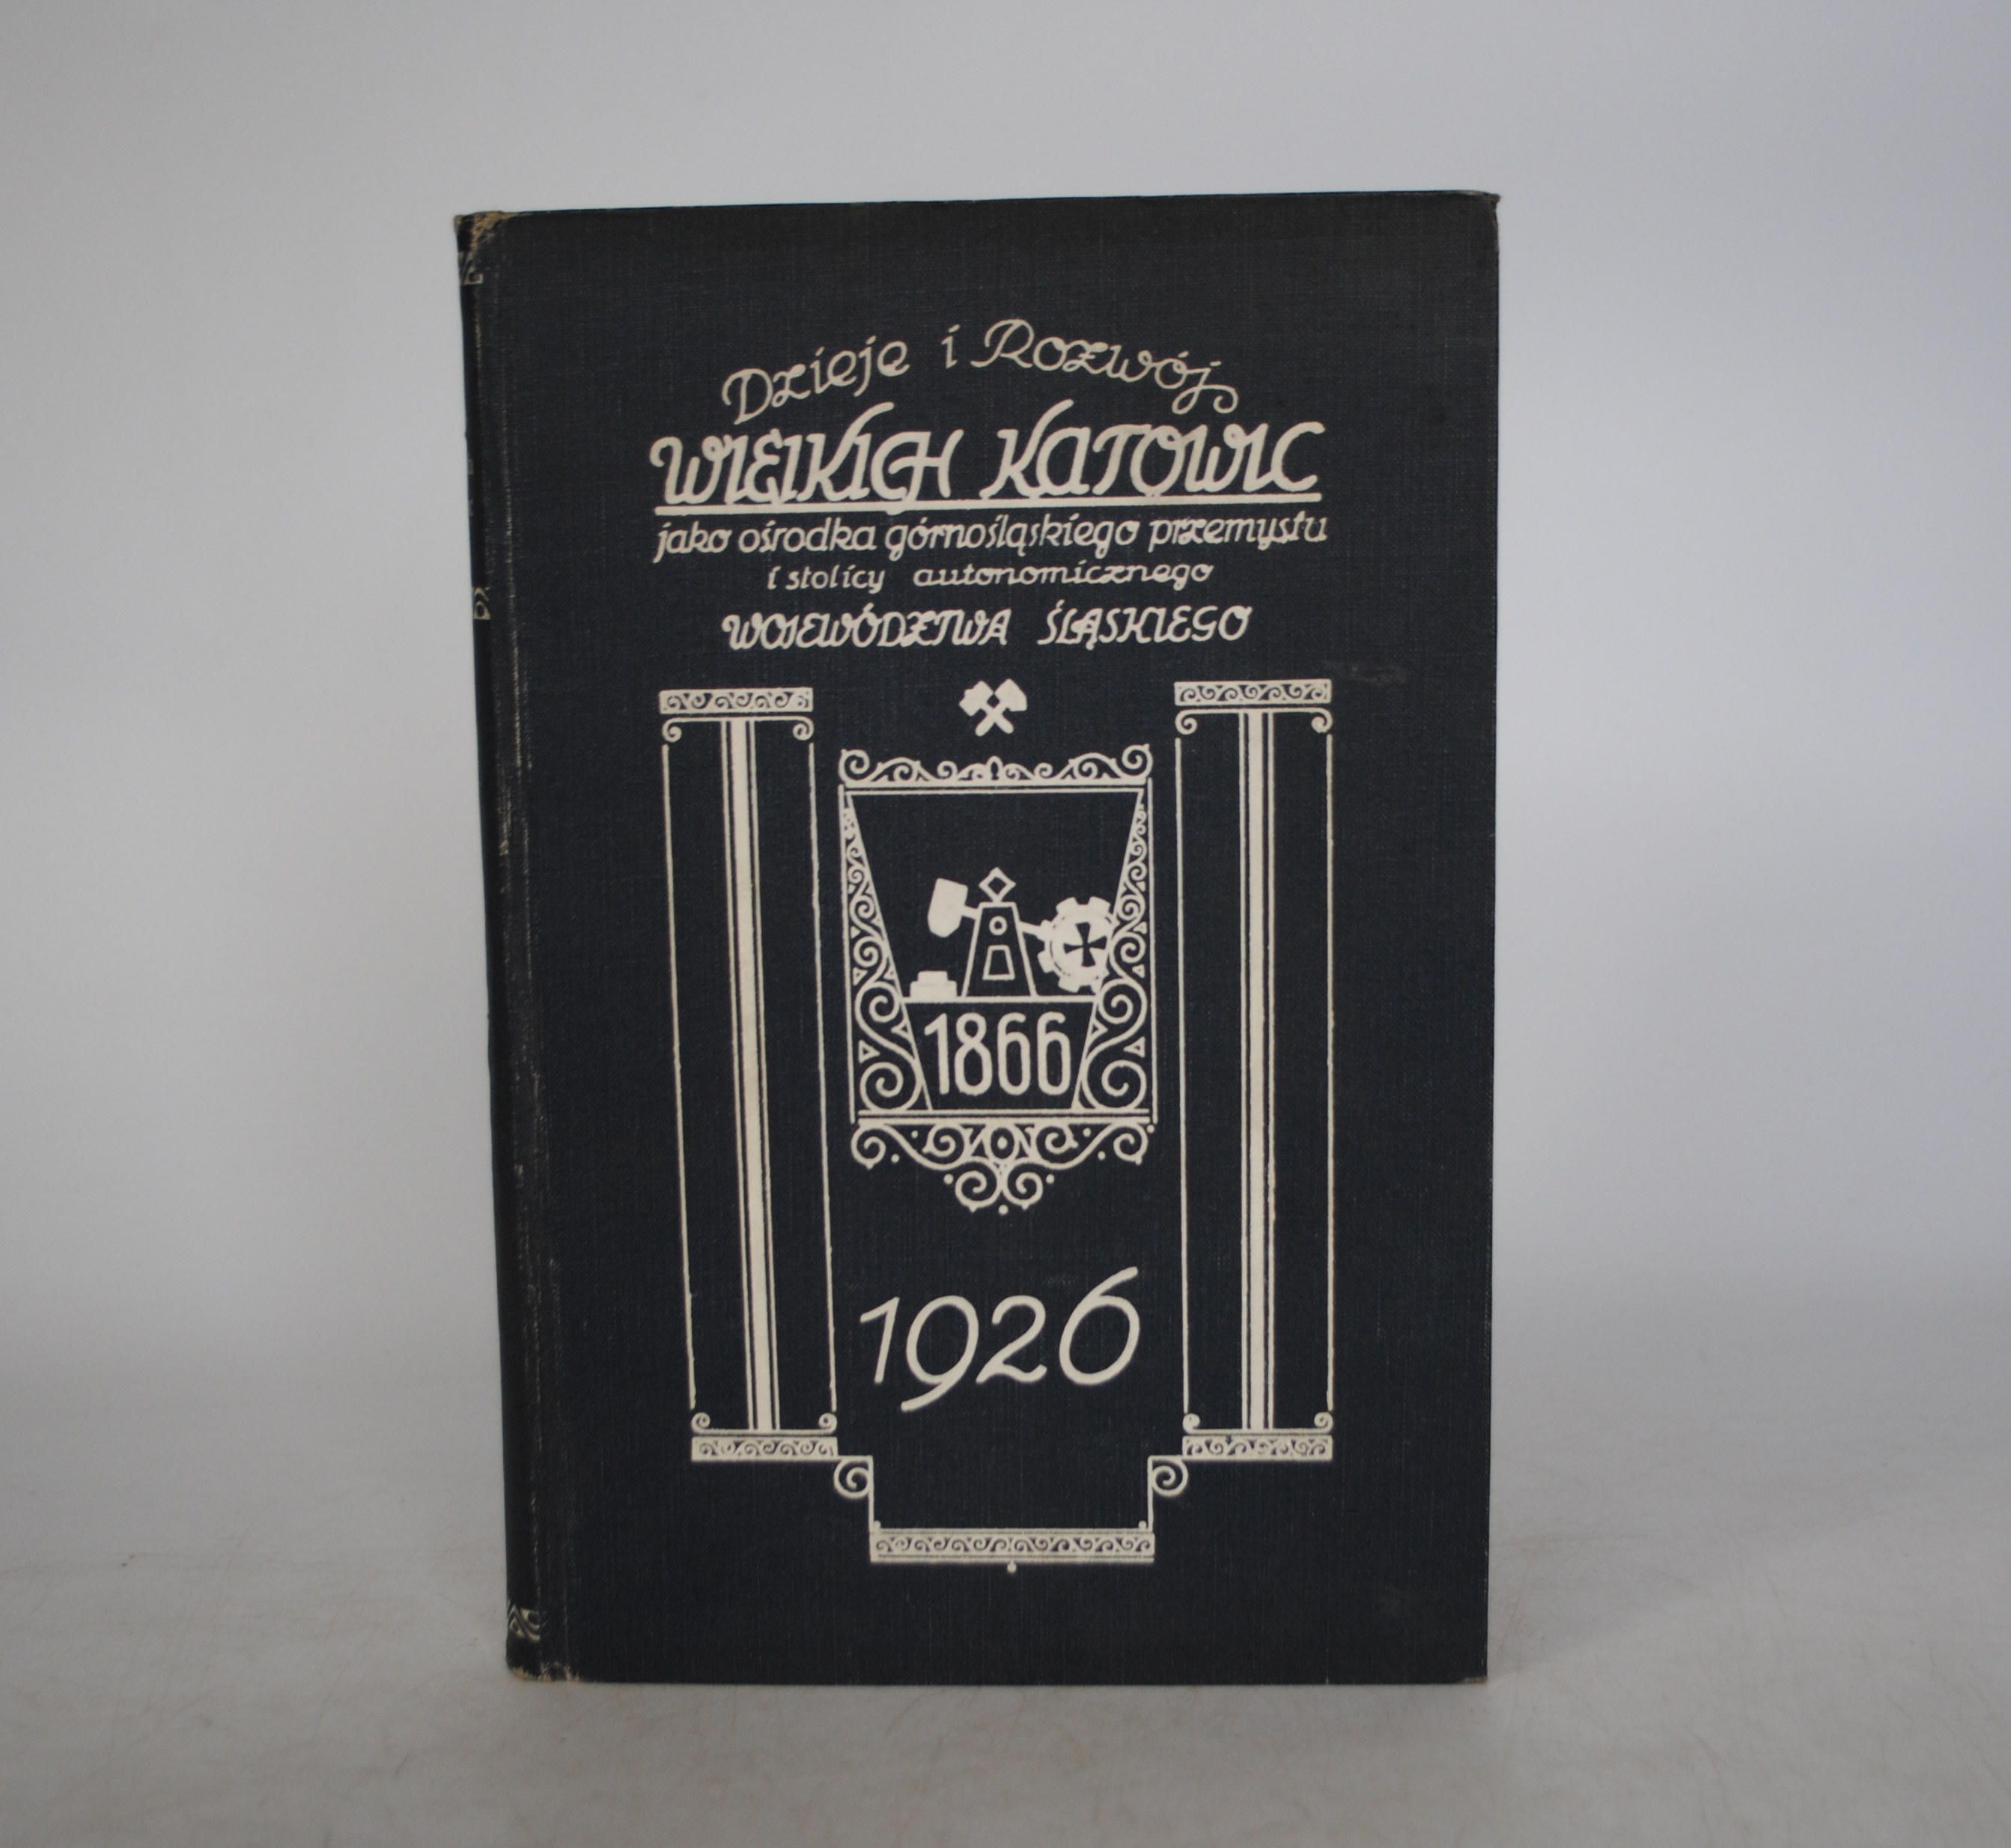 Dzieje i Rozwój
WIELKICH KATOWIC
jako ośrodka górnośląskiego przemysłu
i stolicy autonomicznego
WOJEWÓDZTWA ŚLĄSKIEGO
1866
1926